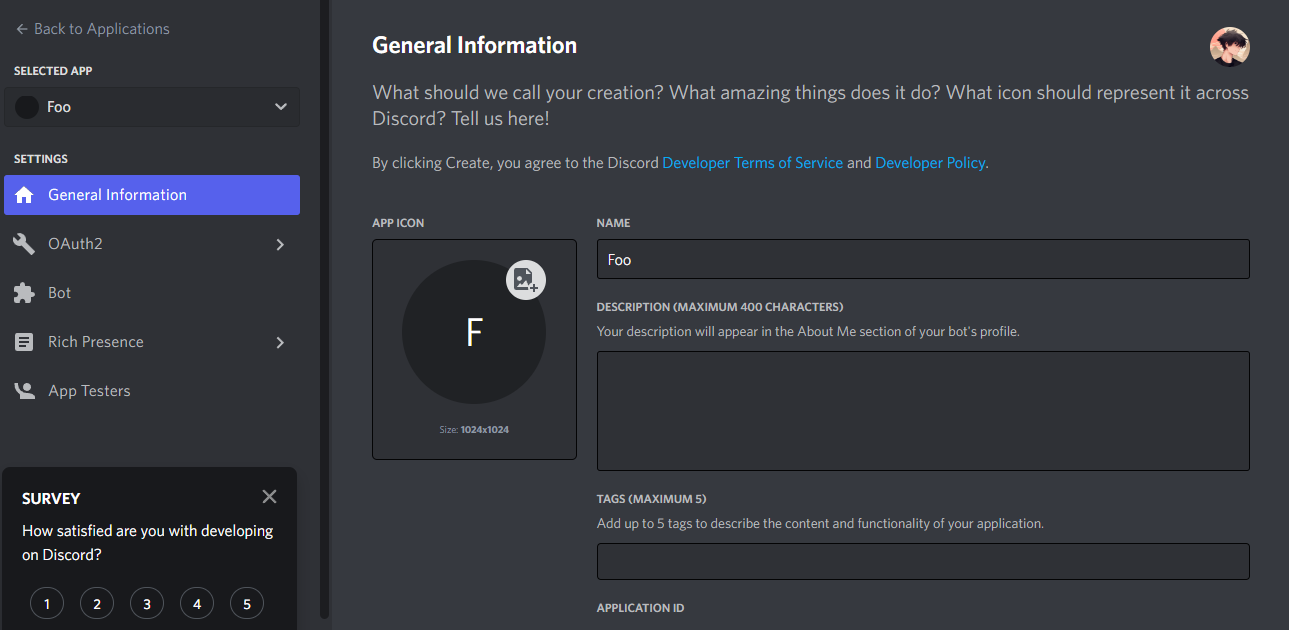 Back to Applications
SELECTED APP
Foo
SETTINGS
General Information
OAuth2
Bot
Rich Presence
App Testers
SURVEY
How satisfied are you with developing
on Discord?
1 2 3 4 5
General Information
What should we call your creation? What amazing things does it do? What icon should represent it across
Discord? Tell us here!
By clicking Create, you agree to the Discord Developer Terms of Service and Developer Policy.
APP ICON
F
Size: 1024x1024
NAME
Foo
DESCRIPTION (MAXIMUM 400 CHARACTERS)
Your description will appear in the About Me section of your bot's profile.
TAGS (MAXIMUM 5)
Add up to 5 tags to describe the content and functionality of your application.
APPLICATION ID